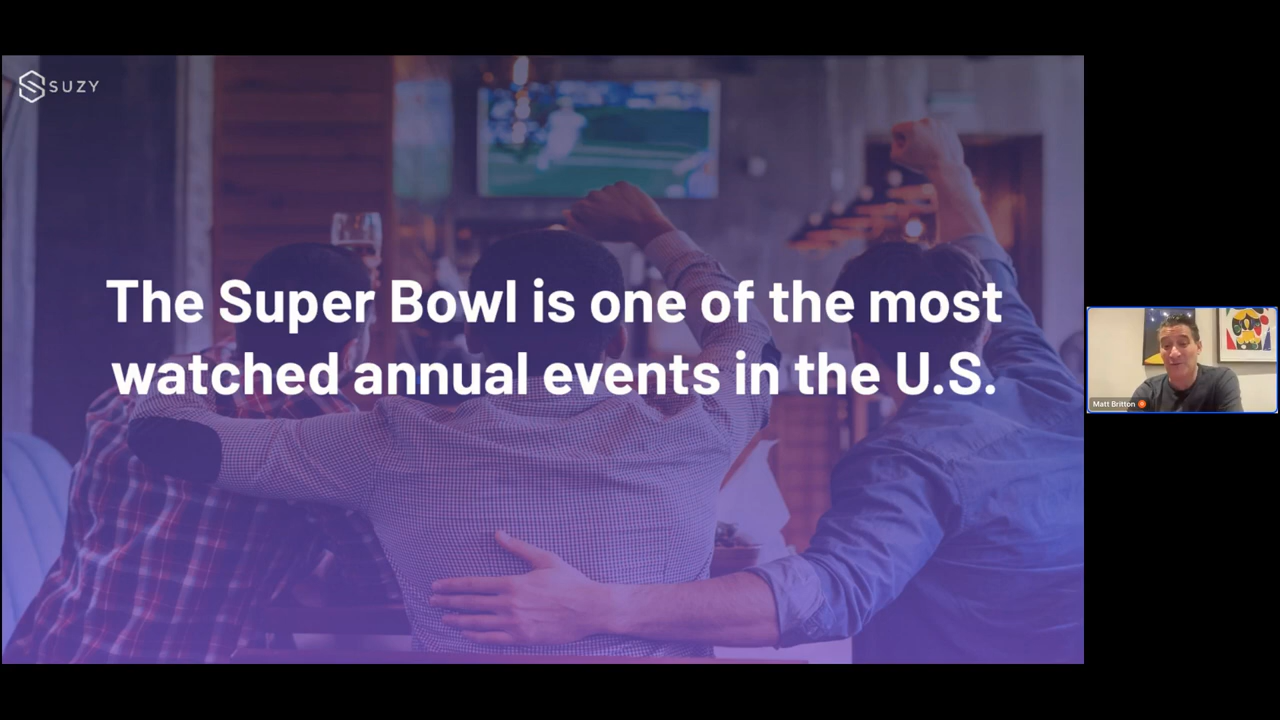 SUZY
The Super Bowl is one of the most
watched annual events in the U.S.
Matt Britton